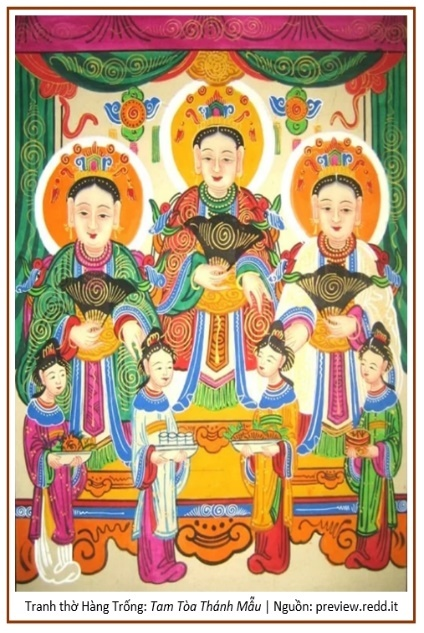 Tranh thờ Hàng Trống: Tam Tòa Thánh Mẫu | Nguồn: preview.redd.it